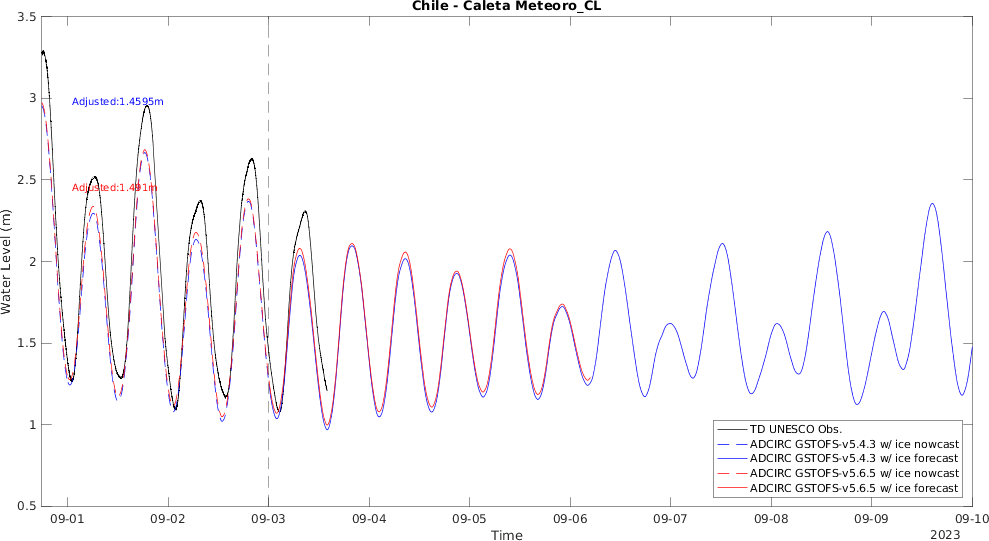 Chile - Caleta Meteoro_CL
3.5
3
2.5
2
1.5
1
0.5
Water Level (m)
Adjusted:1.4595m
Adjusted:1.491m
TD UNESCO Obs.
ADCIRC GSTOFS-v5.4.3 w/ ice nowcast
ADCIRC GSTOFS-v5.4.3 w/ ice forecast
ADCIRC GSTOFS-v5.6.5 w/ ice nowcast
ADCIRC GSTOFS-v5.6.5 w/ ice forecast
09-01 09-02 09-03 09-04 09-05 09-06 09-07 09-08 09-09 09-10
Time
2023